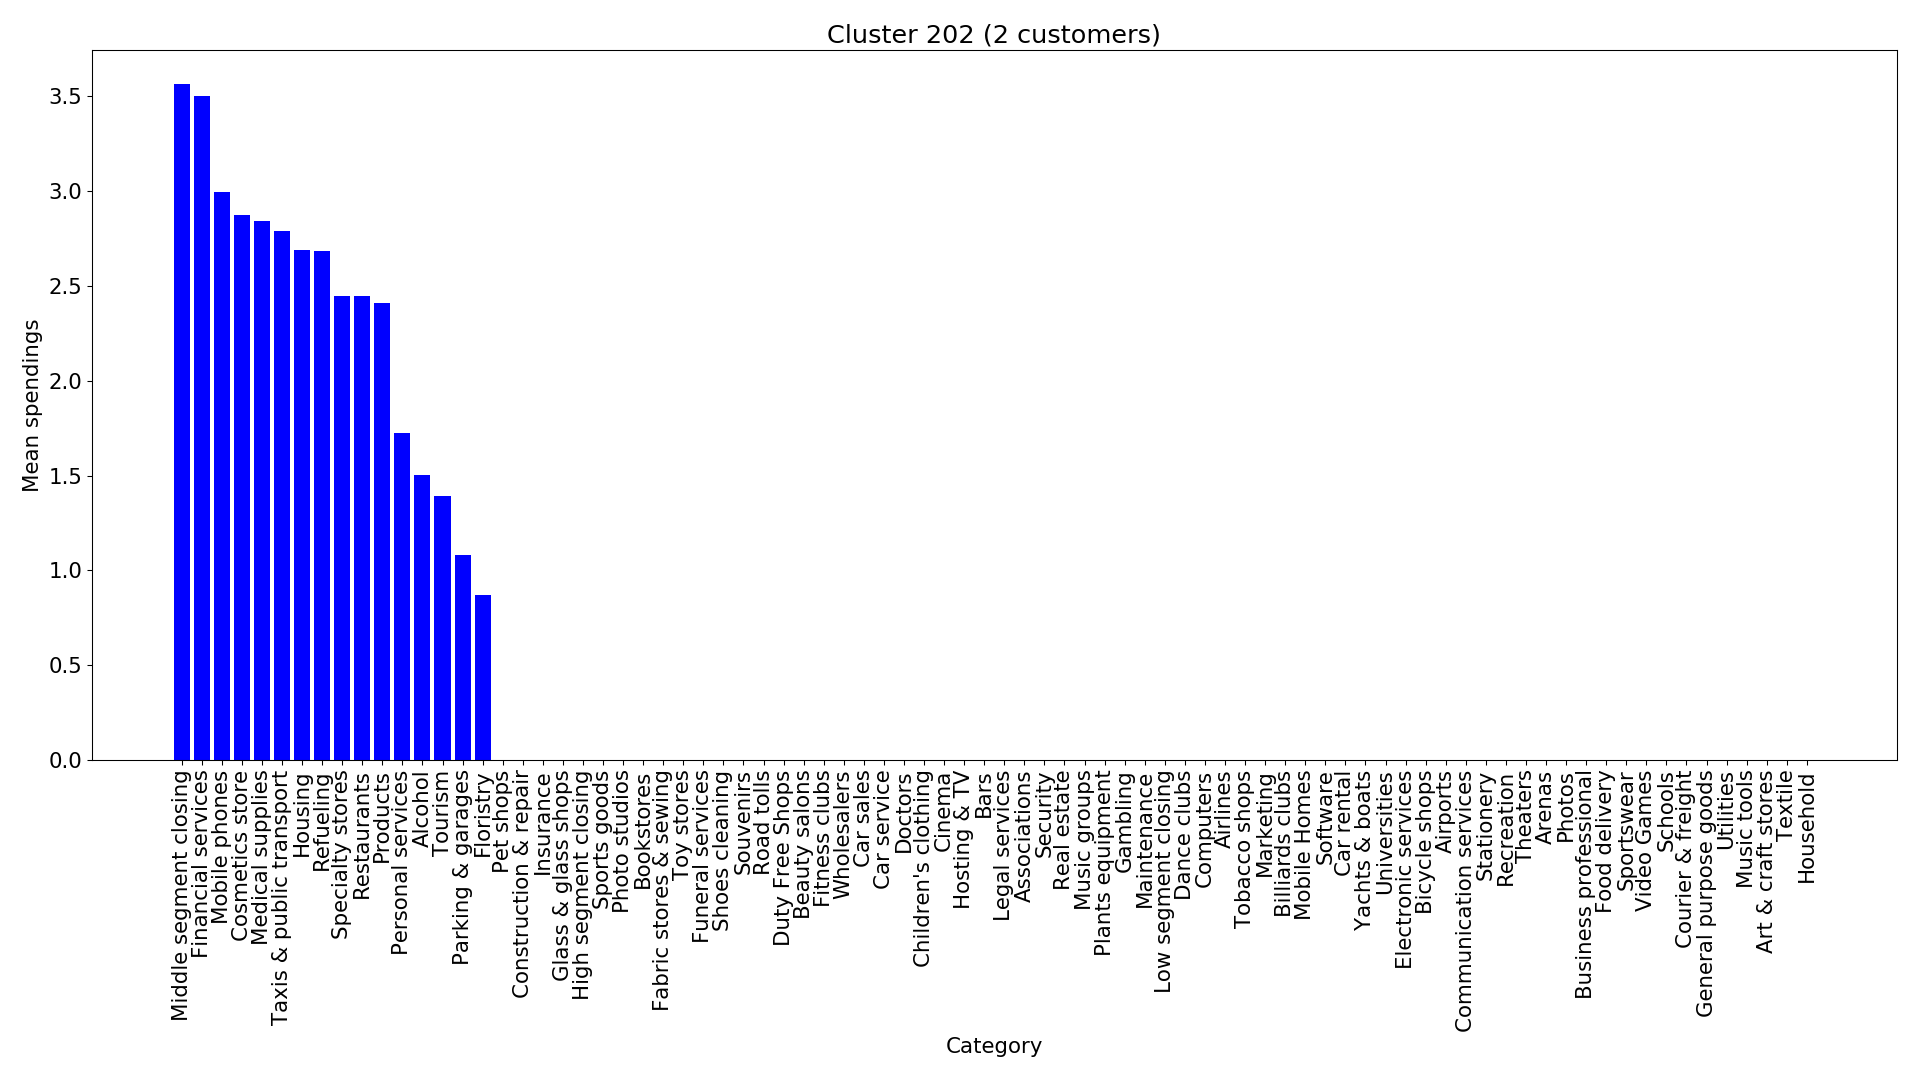 Cluster 202 (2 customers)
Mean spendings
3.5
3.0
2.5
2.0
1.5
1.0
0.5
0.0
Middle segment closing
Financial services
Mobile phones
Cosmetics store
Medical supplies
Taxis & public transport
Housing
Refueling
Specialty stores
Restaurants
Products
Personal services
Alcohol
Tourism
Parking & garages
Floristry
Pet shops
Construction & repair
Insurance
Glass & glass shops
High segment closing
Sports goods
Photo studios
Bookstores
Fabric stores & sewing
Toy stores
Funeral services
Shoes cleaning
Souvenirs
Road tolls
Duty Free Shops
Beauty salons
Fitness clubs
Wholesalers
Car sales
Car service
Doctors
Children's clothing
Cinema
Hosting & TV
Bars
Legal services
Associations
Security
Real estate
Music groups
Plants equipment
Gambling
Maintenance
Low segment closing
Dance clubs
Computers
Airlines
Tobacco shops
Marketing
Billiards clubs
Mobile Homes
Software
Car rental
Yachts & boats
Universities
Electronic services
Bicycle shops
Airports
Communication services
Stationery
Recreation
Theaters
Arenas
Photos
Business professional
Food delivery
Sportswear
Video Games
Schools
Courier & freight
General purpose goods
Utilities
Music tools
Art & craft stores
Textile
Household
Category